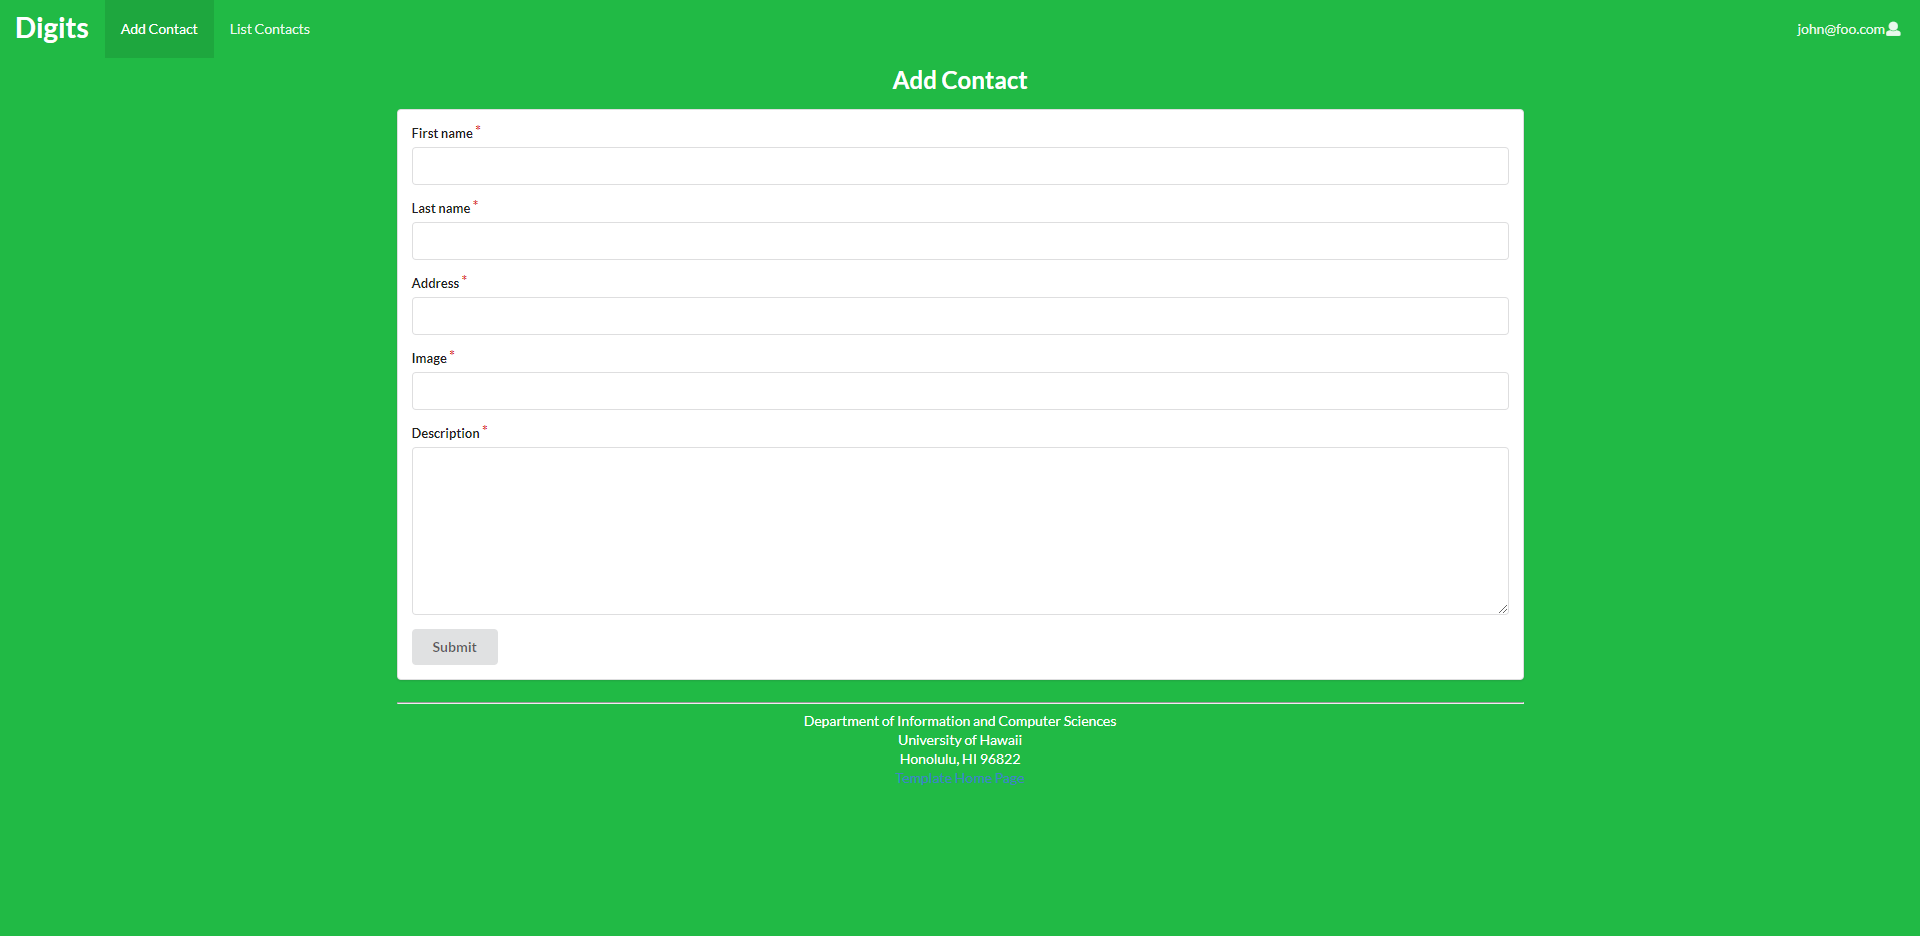 Digits
Add Contact
List Contacts
john@foo.com
Add Contact
First name *
Last name *
Address *
Image *
Description *
Submit
Department of Information and Computer Sciences
University of Hawaii
Honolulu, HI 96822
Template Home Page